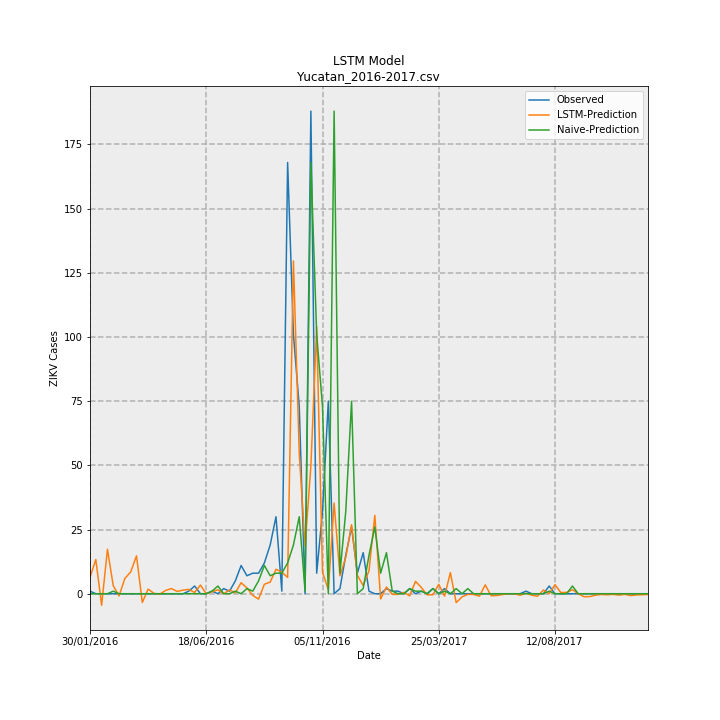 LSTM Model
Yucatan_2016-2017.csv
Observed
LSTM-Prediction
Naive-Prediction
175
150
125
100
75
50
25
0
ZIKV Cases
30/01/2016 18/06/2016 05/11/2016 25/03/2017 12/08/2017
Date